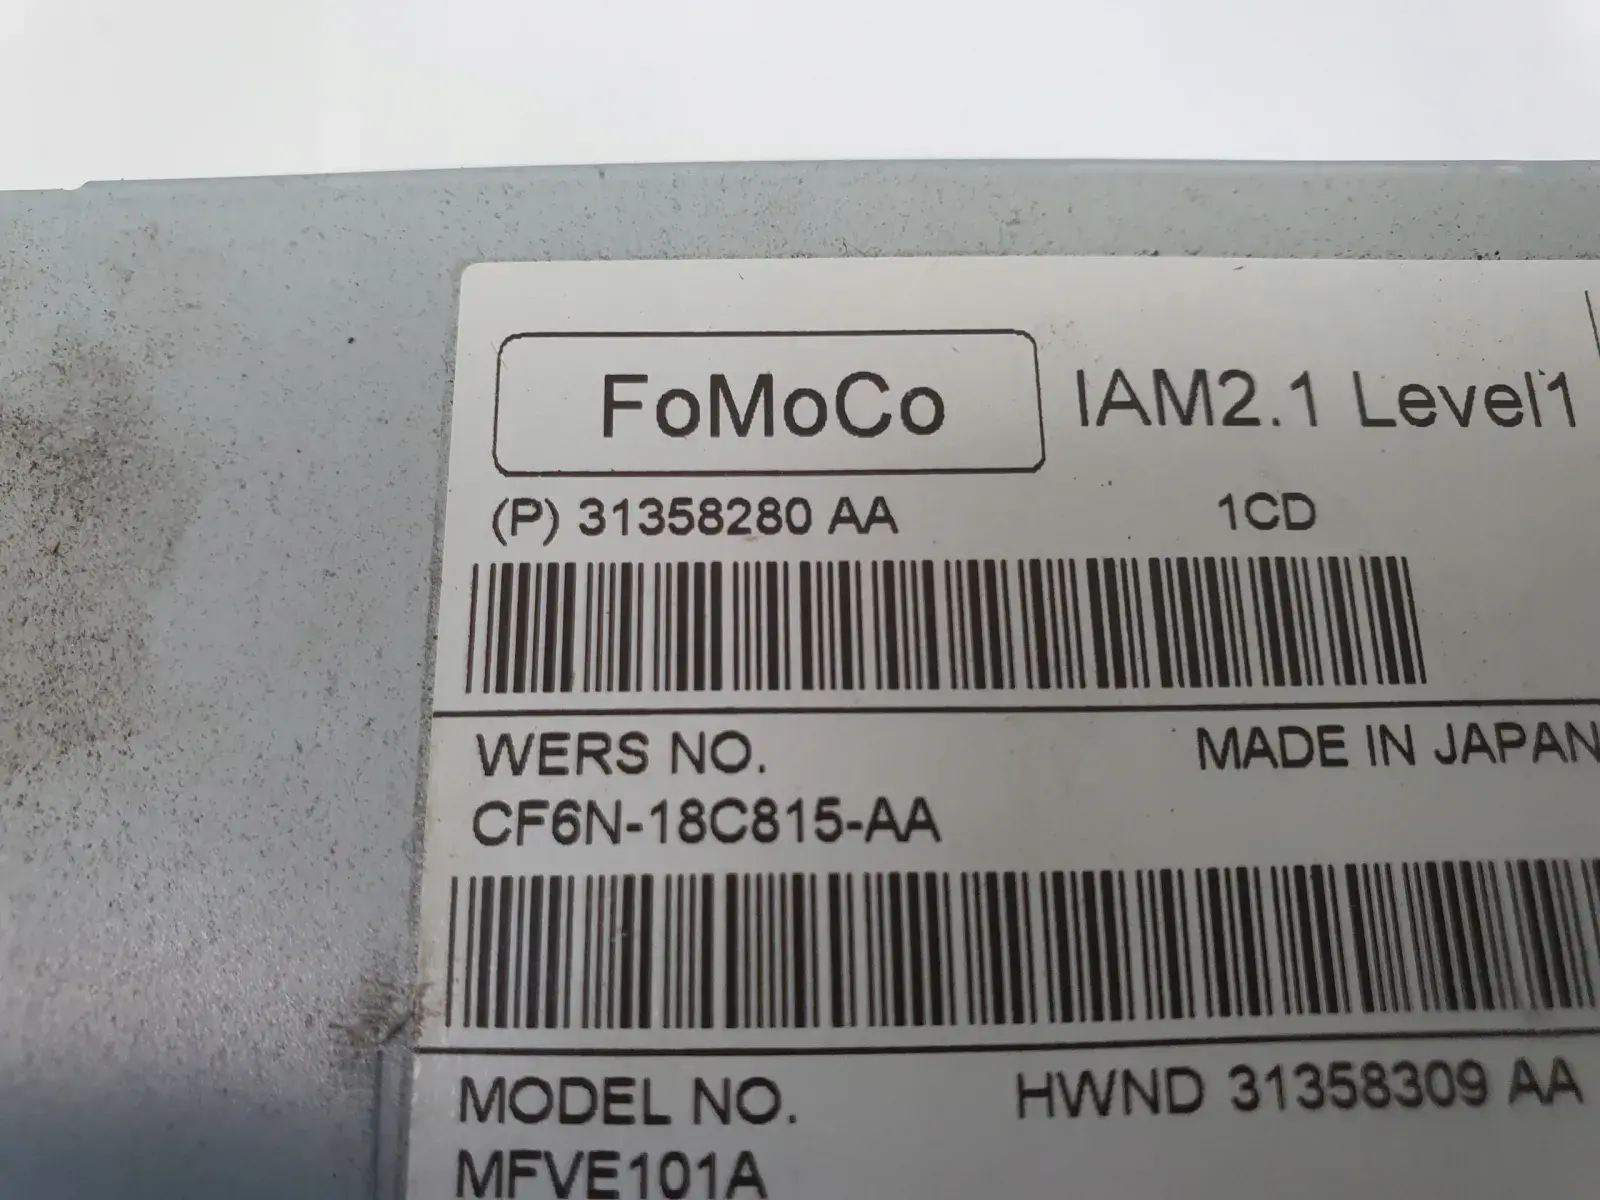 FoMoCo IAM2.1 Level1
(P) 31358280 AA 1CD
WERS NO. MADE IN JAPAN
CF6N-18C815-AA
MODEL NO. HWND 31358309 AA
MFVE101A